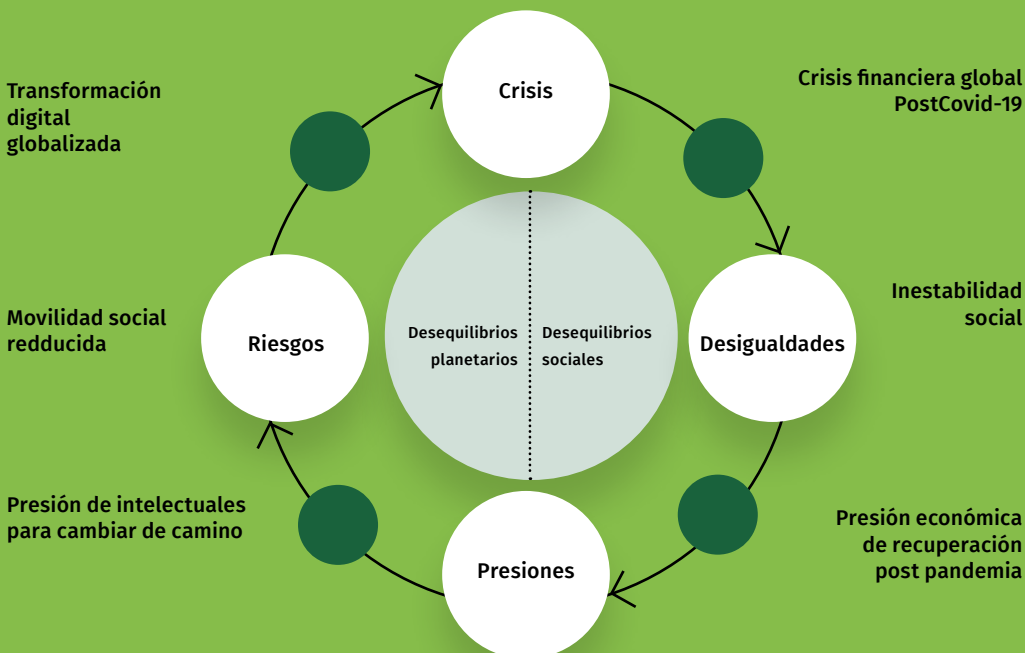 Crisis
Transformación
digital
globalizada
Crisis financiera global
PostCovid-19
Movilidad social
redducida
Riesgos
Desequilibrios
planetarios
Desequilibrios
sociales
Desigualdades
Inestabilidad
social
Presión de intelectuales
para cambiar de camino
Presiones
Presión económica
de recuperación
post pandemia